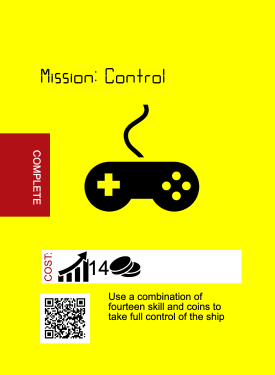 Mission: Control
COMPLETE
COST: 14
Use a combination of
fourteen skill and coins to
take full control of the ship